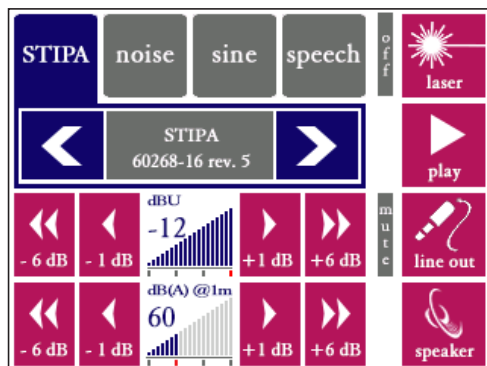 STIPA noise sine speech off
laser
STIPA
60268-16 rev. 5
play
dBU
-12
- 6 dB - 1 dB +1 dB +6 dB mute line out
dB(A) @1m
60
- 6 dB - 1 dB +1 dB +6 dB speaker